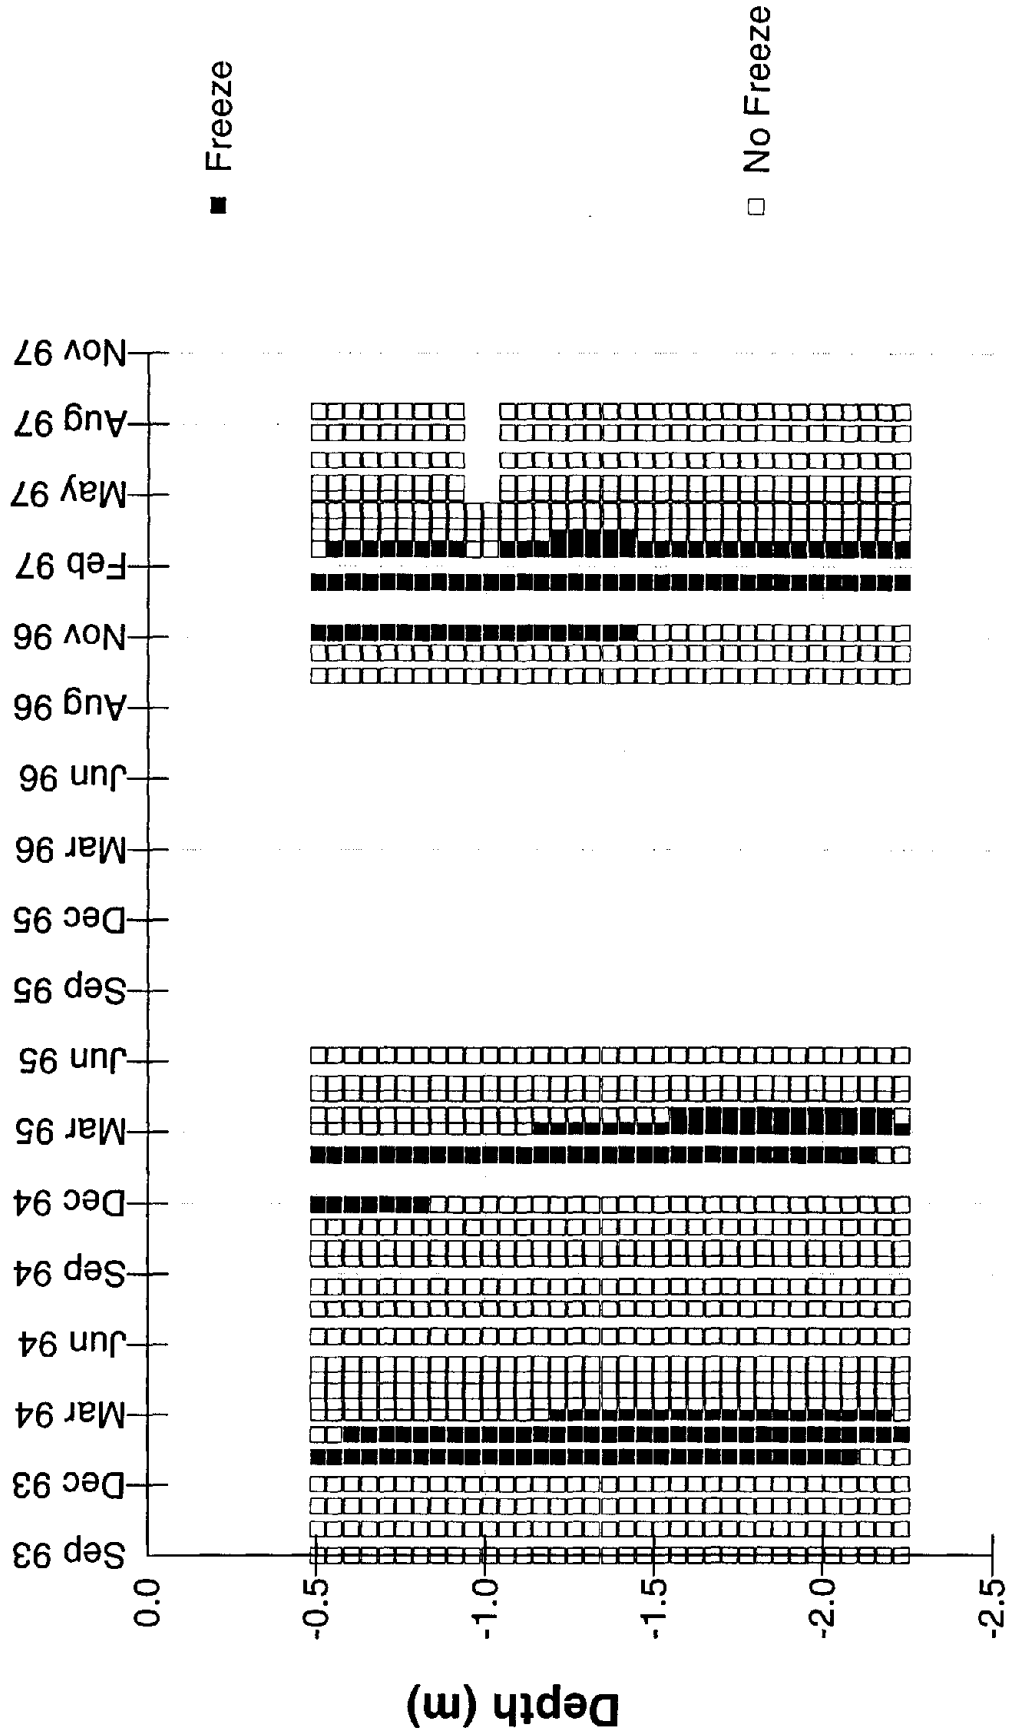 Depth (m)
0.0
-0.5
-1.0
-1.5
-2.0
-2.5
Sep 93
Dec 93
Mar 94
Jun 94
Sep 94
Dec 94
Mar 95
Jun 95
Sep 95
Dec 95
Mar 96
Jun 96
Aug 96
Nov 96
Feb 97
May 97
Aug 97
Nov 97
Freeze
No Freeze